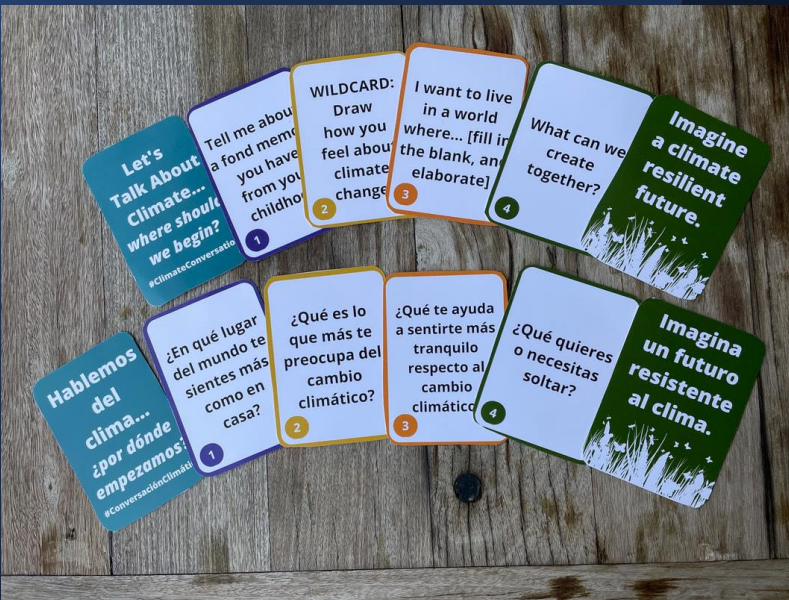 Let's
Talk About
Climate...
where should
we begin?
#ClimateConversatio
Tell me abou
a fond memo
you have
from you
childhoo
1
WILDCARD:
Draw
how you
feel about
climate
change
2
I want to live
in a world
where... [fill in
the blank, and
elaborate]
3
What can we
create
together?
4
Imagine
a climate
resilient
future.
Hablemos
del
clima...
¿por dónde
empezamos?
#ConversaciónClimátic
¿En qué lugar
del mundo te
sientes más
como en
casa?
1
¿Qué es lo
que más te
preocupa del
cambio
climático?
2
¿Qué te ayuda
a sentirte más
tranquilo
respecto al
cambio
climático
3
¿Qué quieres
o necesitas
soltar?
4
Imagina
un futuro
resistente
al clima.